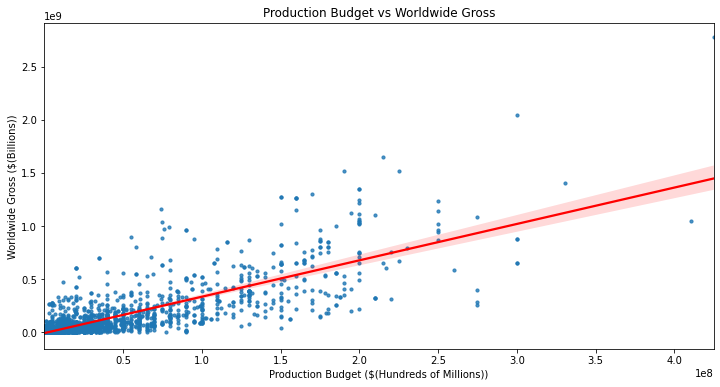 Production Budget vs Worldwide Gross
1e9
2.5
2.0
1.5
1.0
0.5
0.0
Worldwide Gross ($(Billions))
0.5
1.0
1.5
2.0
2.5
3.0
3.5
4.0
1e8
Production Budget ($(Hundreds of Millions))